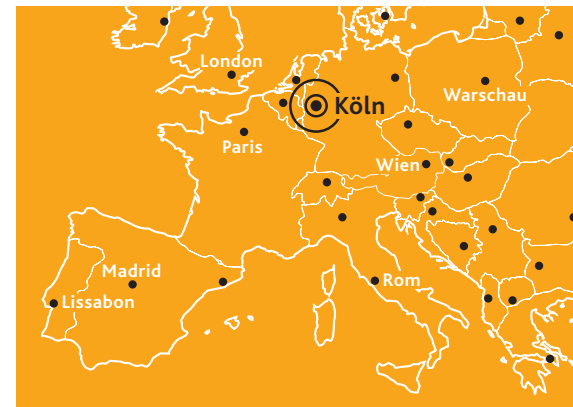 London
Köln
Warschau
Paris
Wien
Madrid
Rom
Lissabon